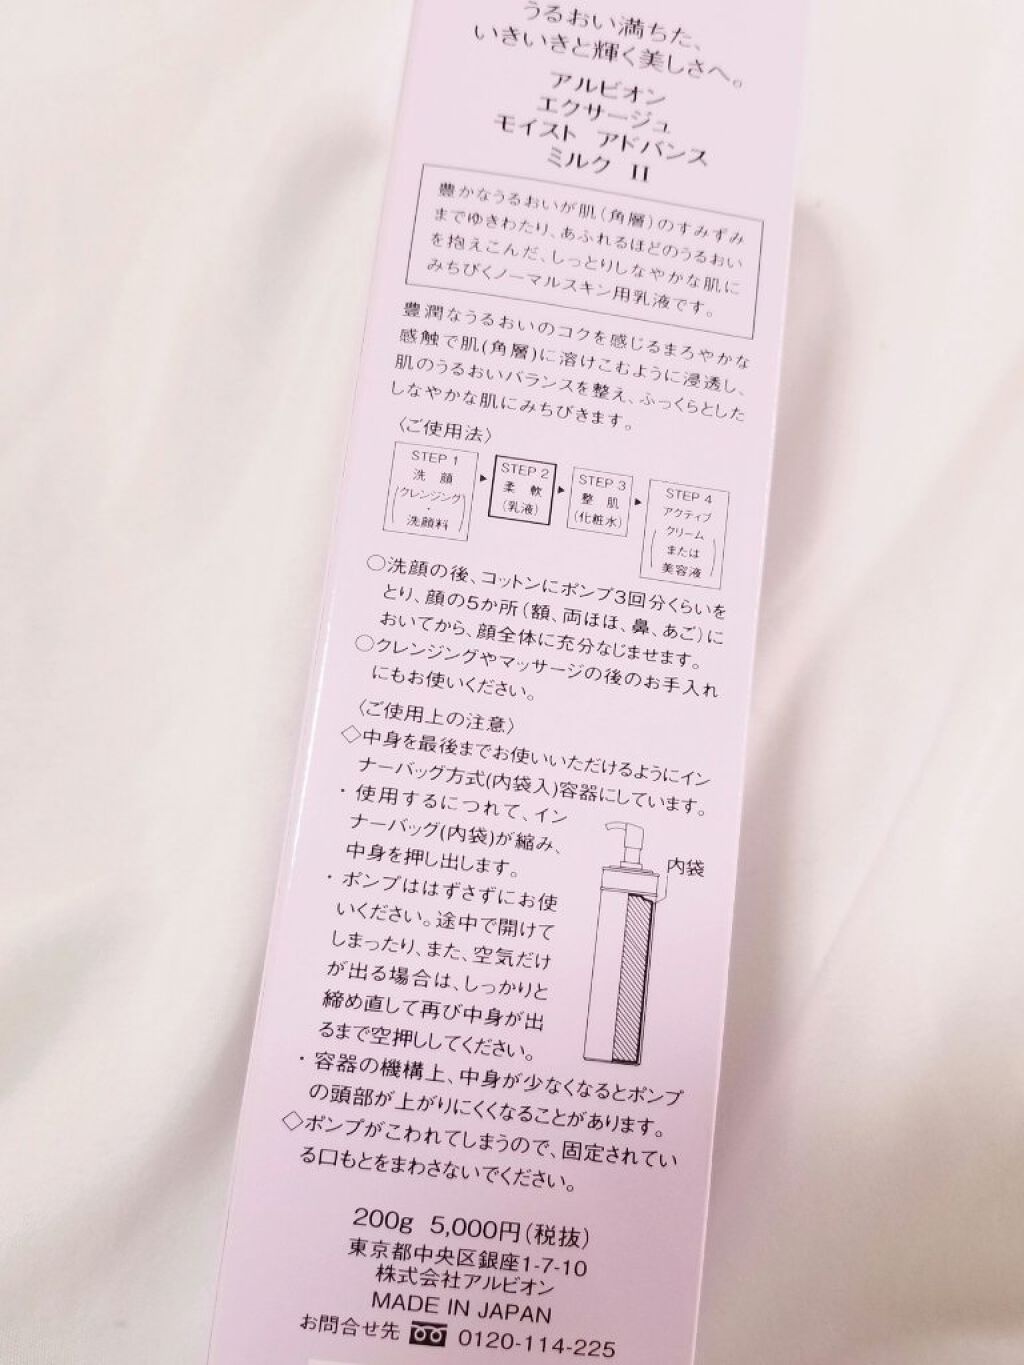 うるおい満ちた、
いきいきと輝く美しさへ。
アルビオン
エクサージュ
モイスト アドバンス
ミルク II
豊かなうるおいが肌(角層)のすみずみ
までゆきわたり、あふれるほどのうるおい
を抱えこんだ、しっとりしなやかな肌に
みちびくノーマルスキン用乳液です。
豊潤なうるおいのコクを感じるまろやかな
感触で肌(角層)に溶けこむように浸透し、
肌のうるおいバランスを整え、ふっくらとした
しなやかな肌にみちびきます。
〈ご使用法〉
STEP 1
洗 顔
(クレンジング
・
洗顔料)
STEP 2
柔 軟
(乳液)
STEP 3
整 肌
(化粧水)
STEP 4
アクティブ
クリーム
(または
美容液)
○洗顔の後、コットンにポンプ3回分くらいを
とり、顔の5か所(額、両ほほ、鼻、あご)に
おいてから、顔全体に充分なじませます。
○クレンジングやマッサージの後のお手入れ
にもお使いください。
〈ご使用上の注意〉
◇中身を最後までお使いいただけるようにイン
ナーバッグ方式(内袋入)容器にしています。
・使用するにつれて、イン
ナーバッグ(内袋)が縮み、
中身を押し出します。
・ポンプははずさずにお使
いください。途中で開けて
しまったり、また、空気だけ
が出る場合は、しっかりと
締め直して再び中身が出
るまで空押ししてください。
内袋
・容器の機構上、中身が少なくなるとポンプ
の頭部が上がりにくくなることがあります。
◇ポンプがこわれてしまうので、固定されてい
る口もとをまわさないでください。
200g 5,000円(税抜)
東京都中央区銀座1-7-10
株式会社アルビオン
MADE IN JAPAN
お問合せ先 0120-114-225